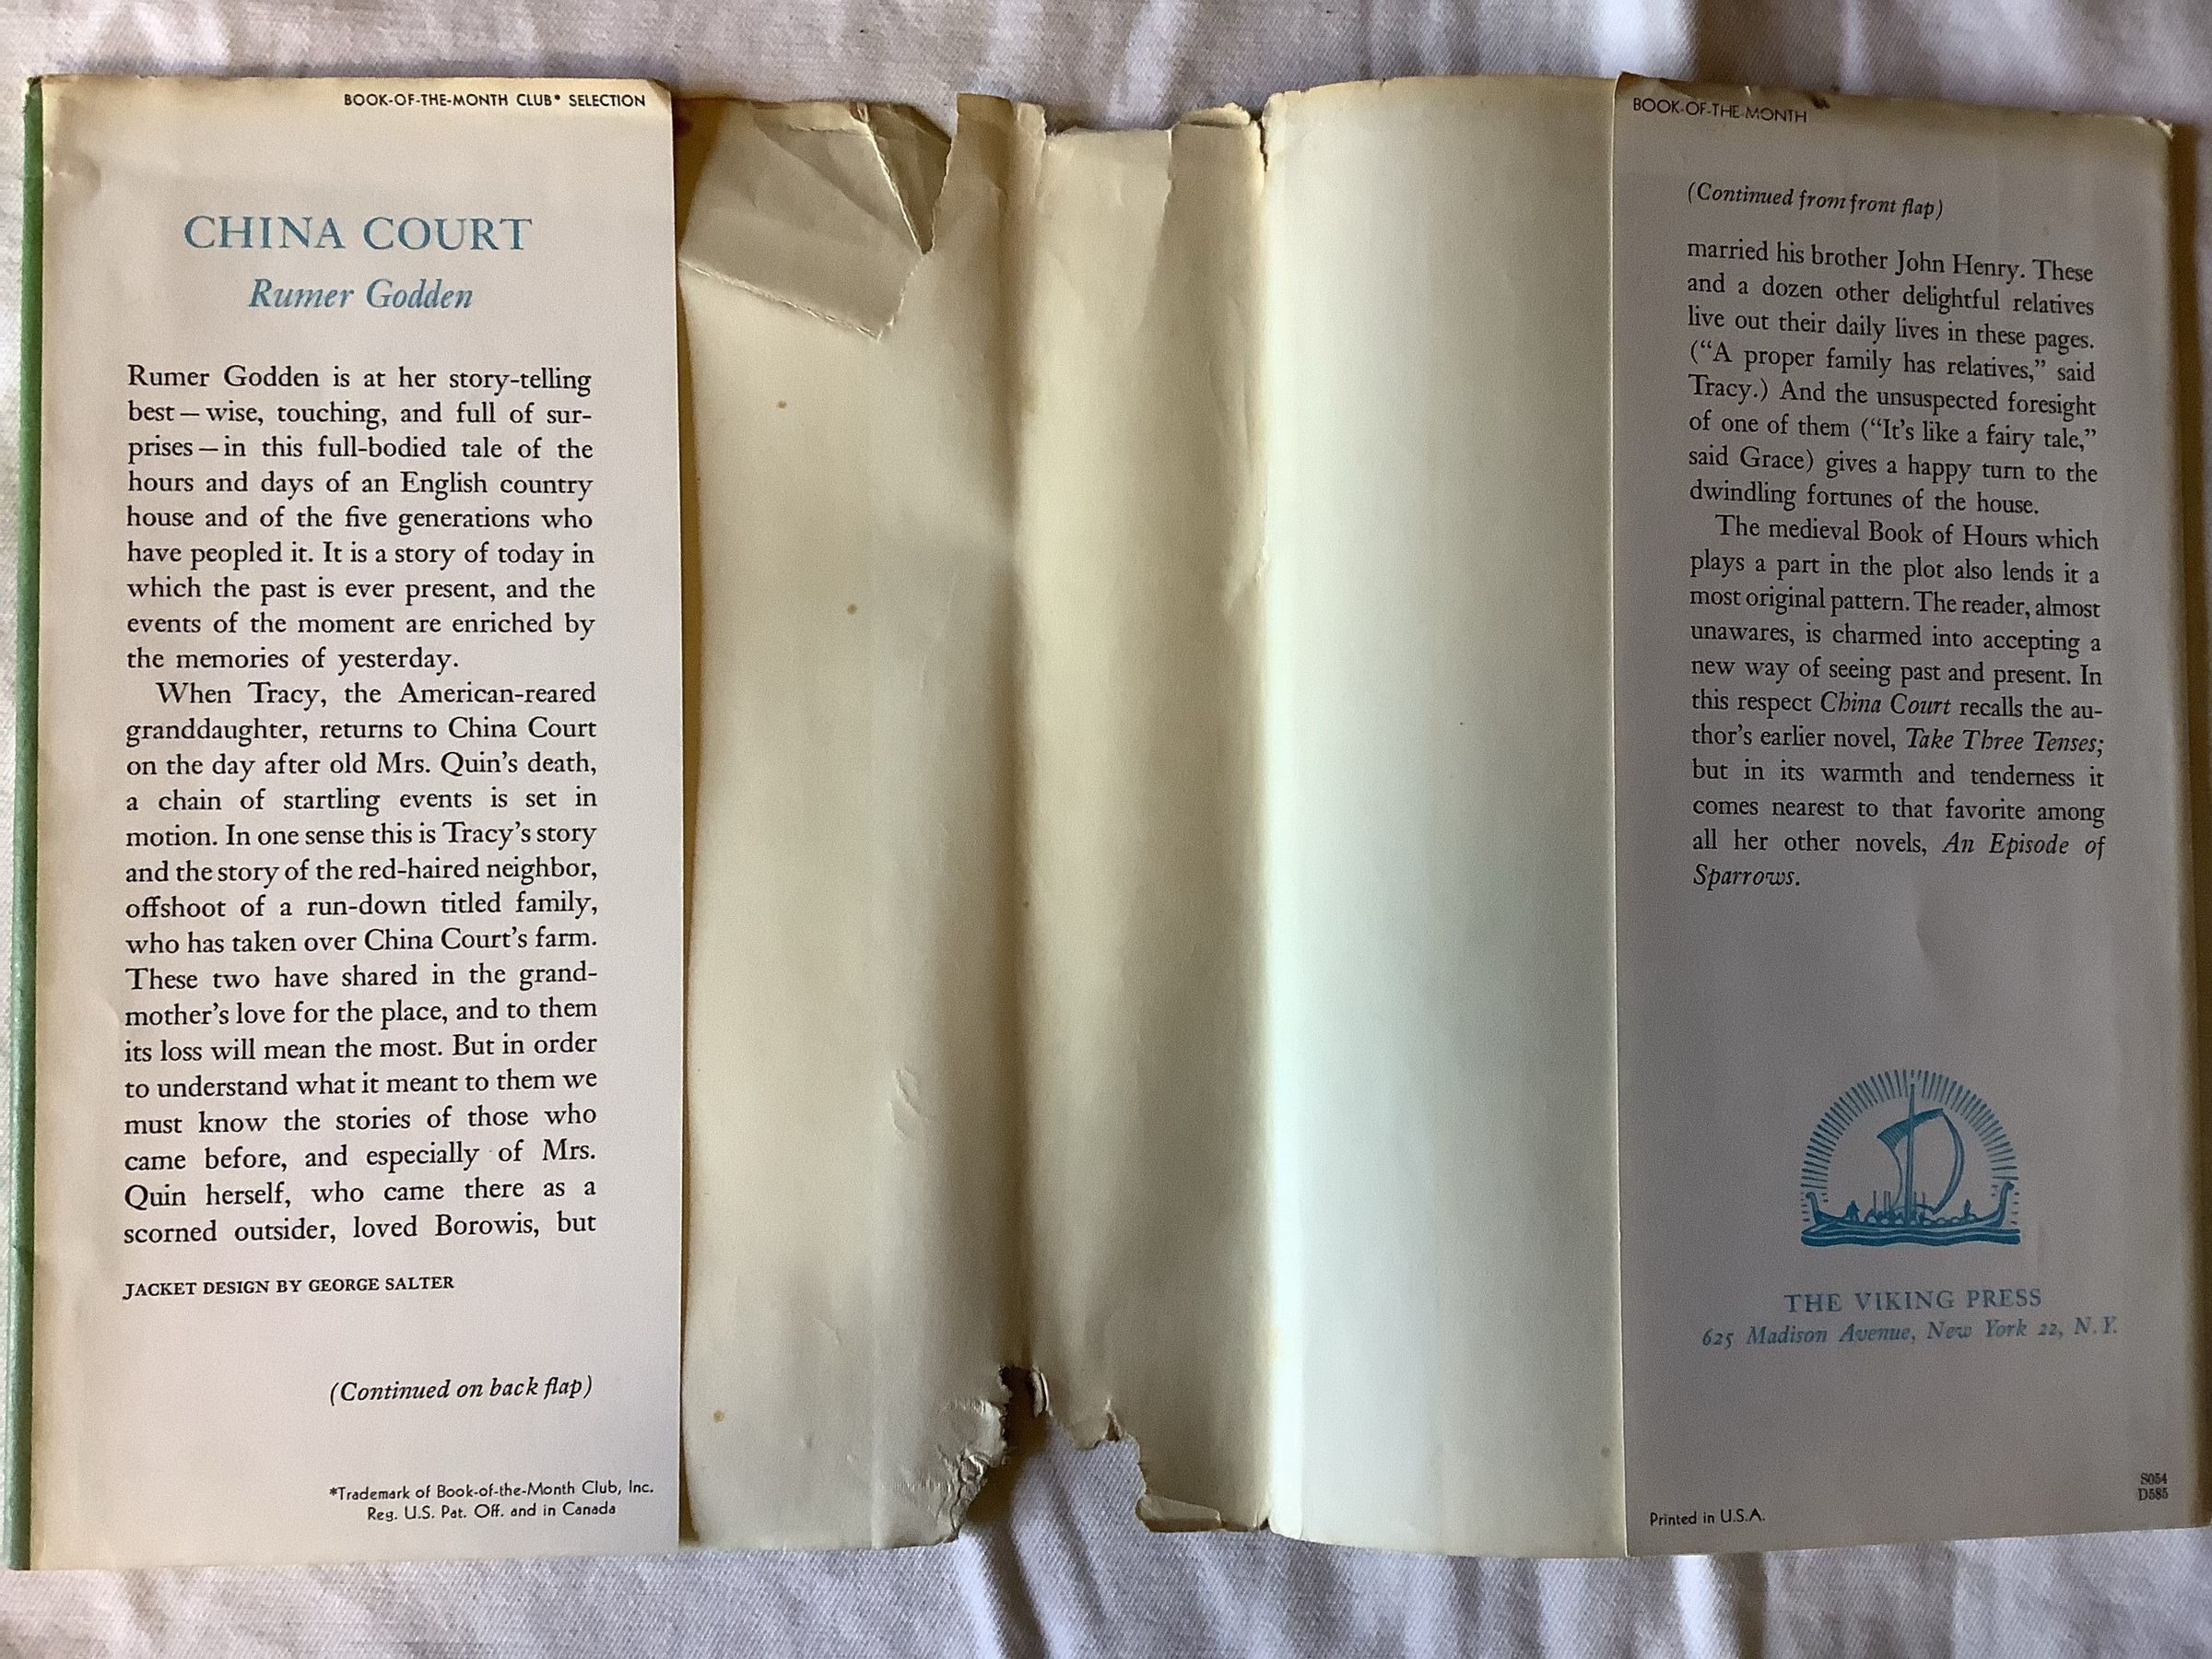 BOOK-OF-THE-MONTH CLUB* SELECTION
CHINA COURT
Rumer Godden
Rumer Godden is at her story-telling
best – wise, touching, and full of sur-
prises – in this full-bodied tale of the
hours and days of an English country
house and of the five generations who
have peopled it. It is a story of today in
which the past is ever present, and the
events of the moment are enriched by
the memories of yesterday.
When Tracy, the American-reared
granddaughter, returns to China Court
on the day after old Mrs. Quin's death,
a chain of startling events is set in
motion. In one sense this is Tracy's story
and the story of the red-haired neighbor,
offshoot of a run-down titled family,
who has taken over China Court's farm.
These two have shared in the grand-
mother's love for the place, and to them
its loss will mean the most. But in order
to understand what it meant to them we
must know the stories of those who
came before, and especially of Mrs.
Quin herself, who came there as a
scorned outsider, loved Borowis, but
JACKET DESIGN BY GEORGE SALTER
(Continued on back flap)
*Trademark of Book-of-the-Month Club, Inc.
Reg. U.S. Pat. Off. and in Canada
BOOK-OF-THE-MONTH
(Continued from front flap)
married his brother John Henry. These
and a dozen other delightful relatives
live out their daily lives in these pages.
("A proper family has relatives," said
Tracy.) And the unsuspected foresight
of one of them ("It's like a fairy tale,"
said Grace) gives a happy turn to the
dwindling fortunes of the house.
The medieval Book of Hours which
plays a part in the plot also lends it a
most original pattern. The reader, almost
unawares, is charmed into accepting a
new way of seeing past and present. In
this respect China Court recalls the au-
thor's earlier novel, Take Three Tenses;
but in its warmth and tenderness it
comes nearest to that favorite among
all her other novels, An Episode of
Sparrows.
THE VIKING PRESS
625 Madison Avenue, New York 22, N.Y.
S054
D585
Printed in U.S.A.